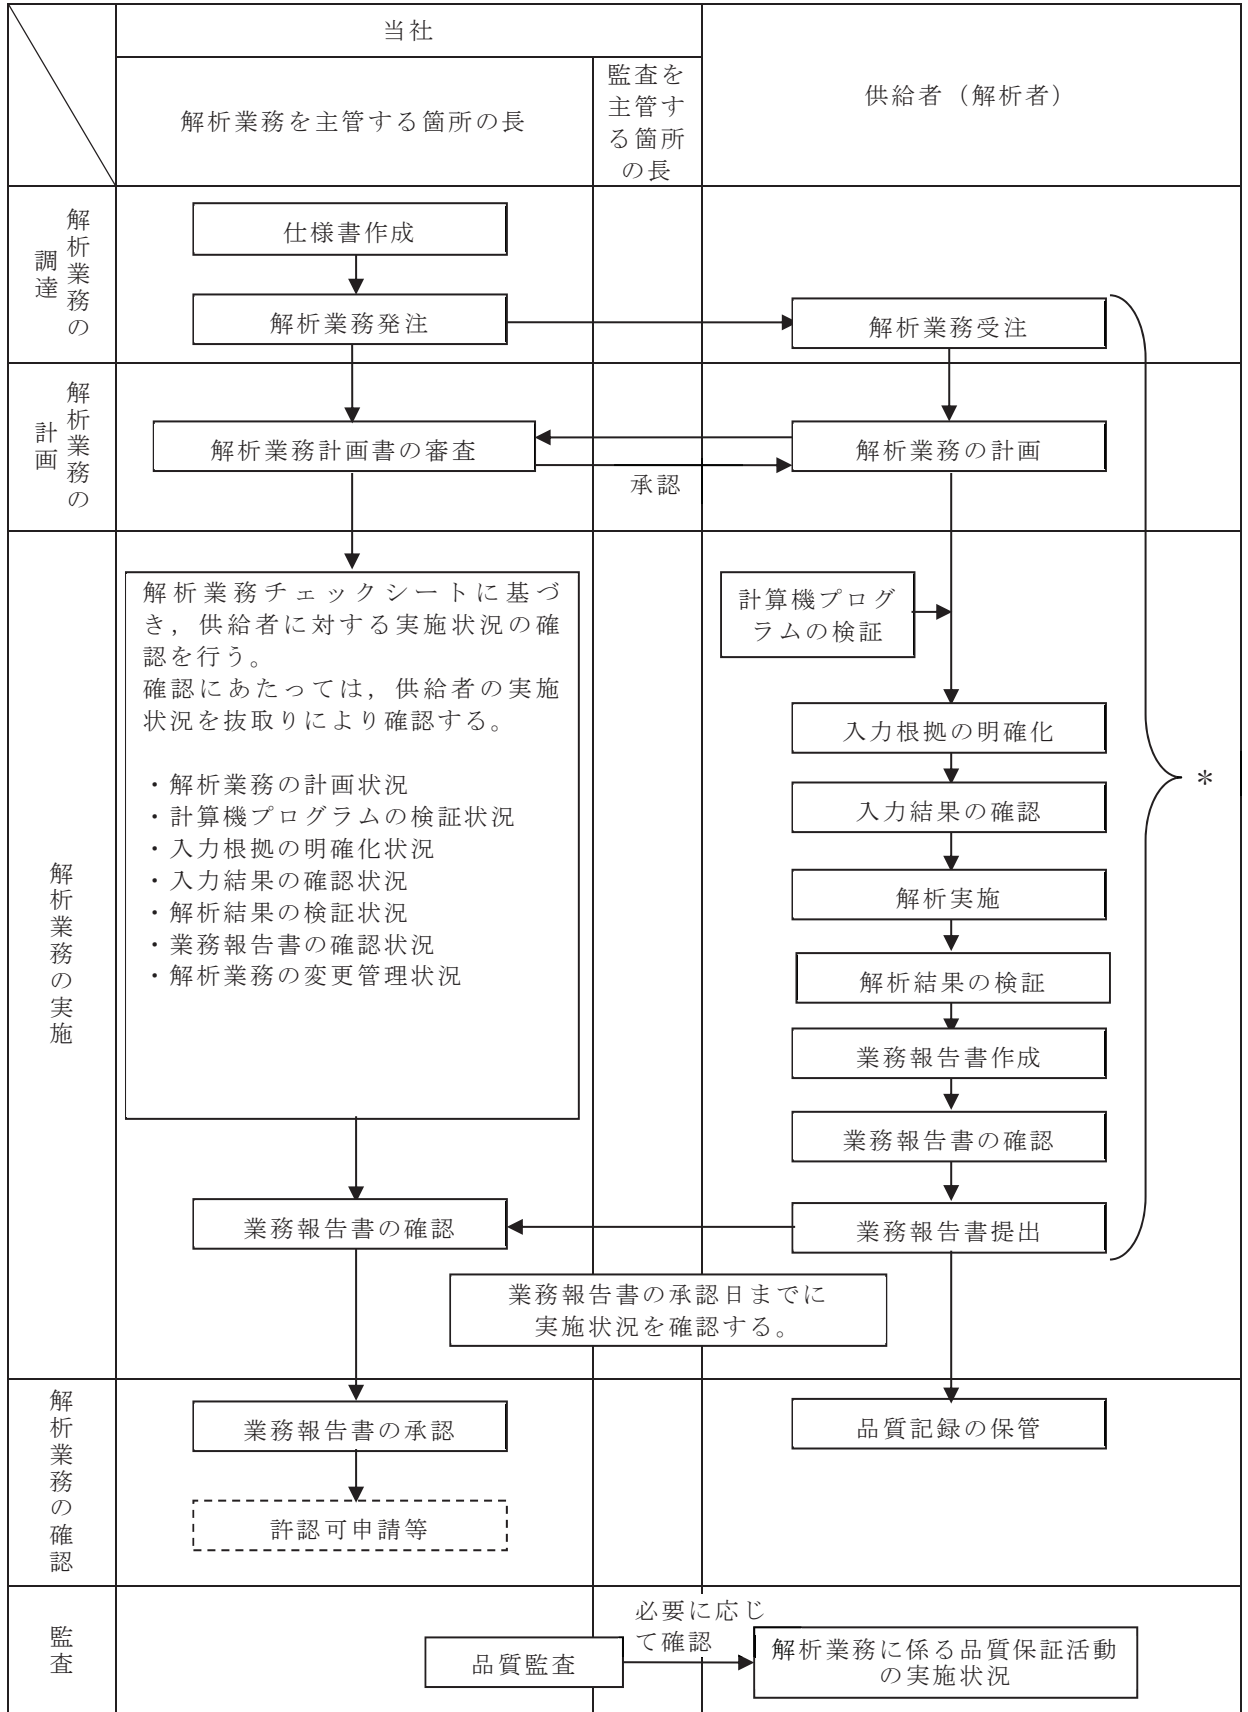 当社
解析業務を主管する箇所の長
監査を
主管す
る箇所
の長
供給者（解析者）
解析業務の
調達
仕様書作成
解析業務発注
解析業務受注
解析業務の
計画
解析業務計画書の審査
解析業務の計画
承認
解析業務の実施
解析業務チェックシートに基づ
き，供給者に対する実施状況の確
認を行う。
確認にあたっては，供給者の実施
状況を抜取りにより確認する。
・解析業務の計画状況
・計算機プログラムの検証状況
・入力根拠の明確化状況
・入力結果の確認状況
・解析結果の検証状況
・業務報告書の確認状況
・解析業務の変更管理状況
計算機プログ
ラムの検証
入力根拠の明確化
入力結果の確認
解析実施
解析結果の検証
業務報告書作成
業務報告書の確認
業務報告書提出
＊
業務報告書の確認
業務報告書の承認日までに
実施状況を確認する。
解析業務の確認
業務報告書の承認
品質記録の保管
許認可申請等
監査
品質監査
必要に応じ
て確認
解析業務に係る品質保証活動
の実施状況